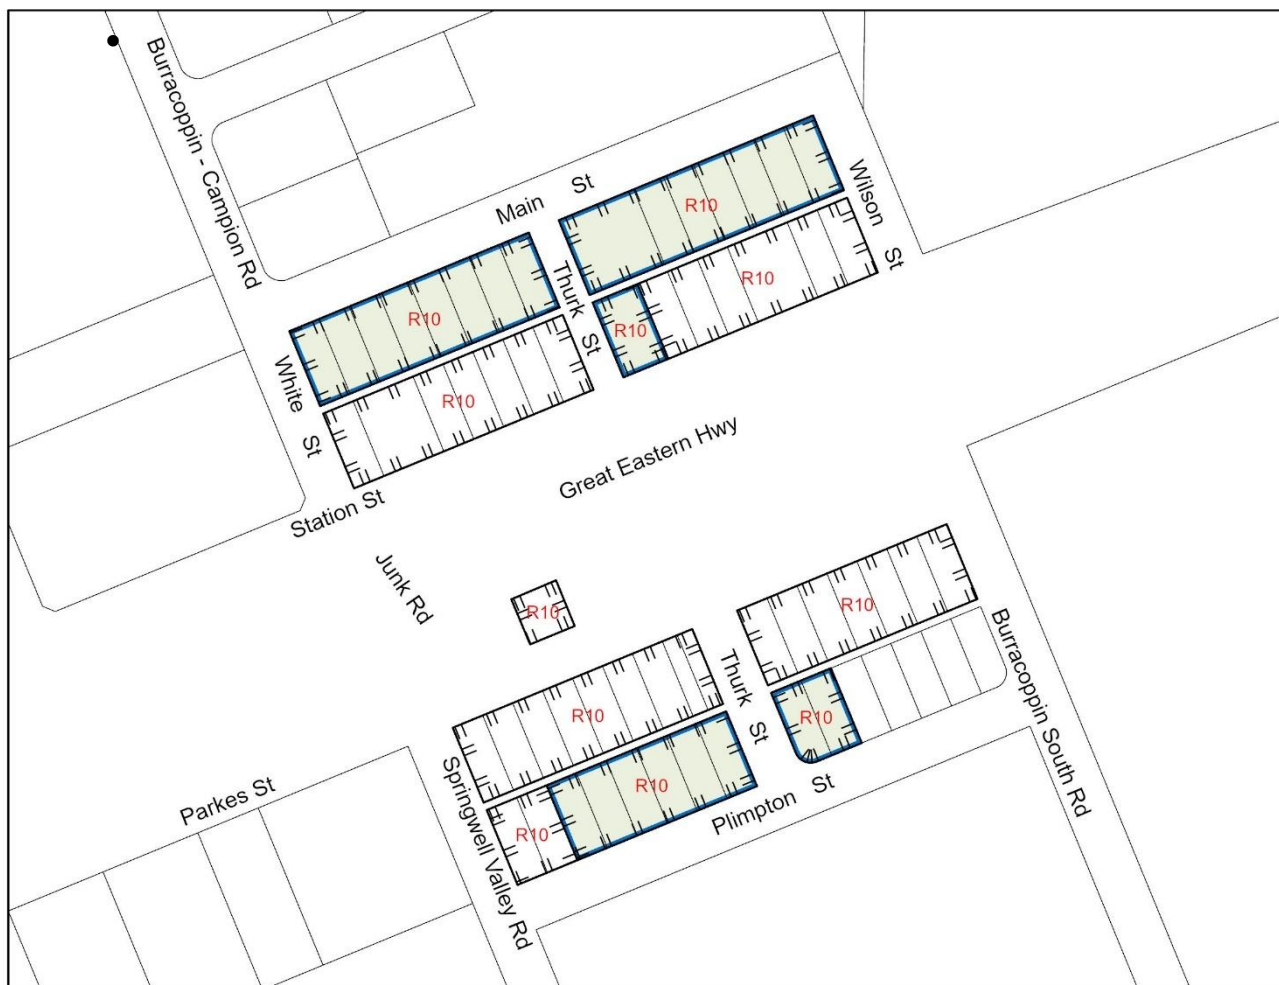 Burracoppin - Campion Rd
Main St
R10
Wilson St
Thurk St
R10
R10
R10
White St
R10
Great Eastern Hwy
Station St
Junk Rd
R10
R10
Burracoppin South Rd
Thurk St
R10
R10
Springwell Valley Rd
R10
Parkes St
Plimpton St
R10